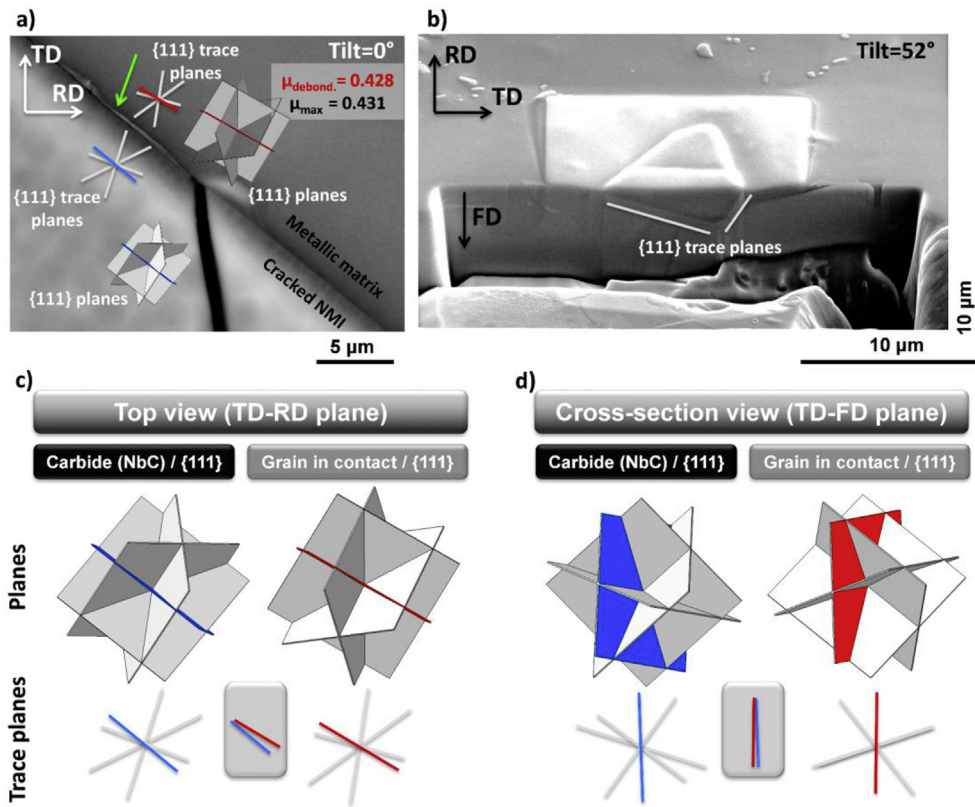 a)
TD
RD
{111} trace
planes
Tilt=0°
μdebond. = 0.428
μmax = 0.431
{111} trace
planes
{111} planes
{111} planes
Metallic matrix
Cracked NMI
5 μm
b)
RD
TD
Tilt=52°
FD
{111} trace planes
10 μm
10 μm
c)
Top view (TD-RD plane)
Carbide (NbC) / {111}
Grain in contact / {111}
d)
Cross-section view (TD-FD plane)
Carbide (NbC) / {111}
Grain in contact / {111}
Planes
Trace planes